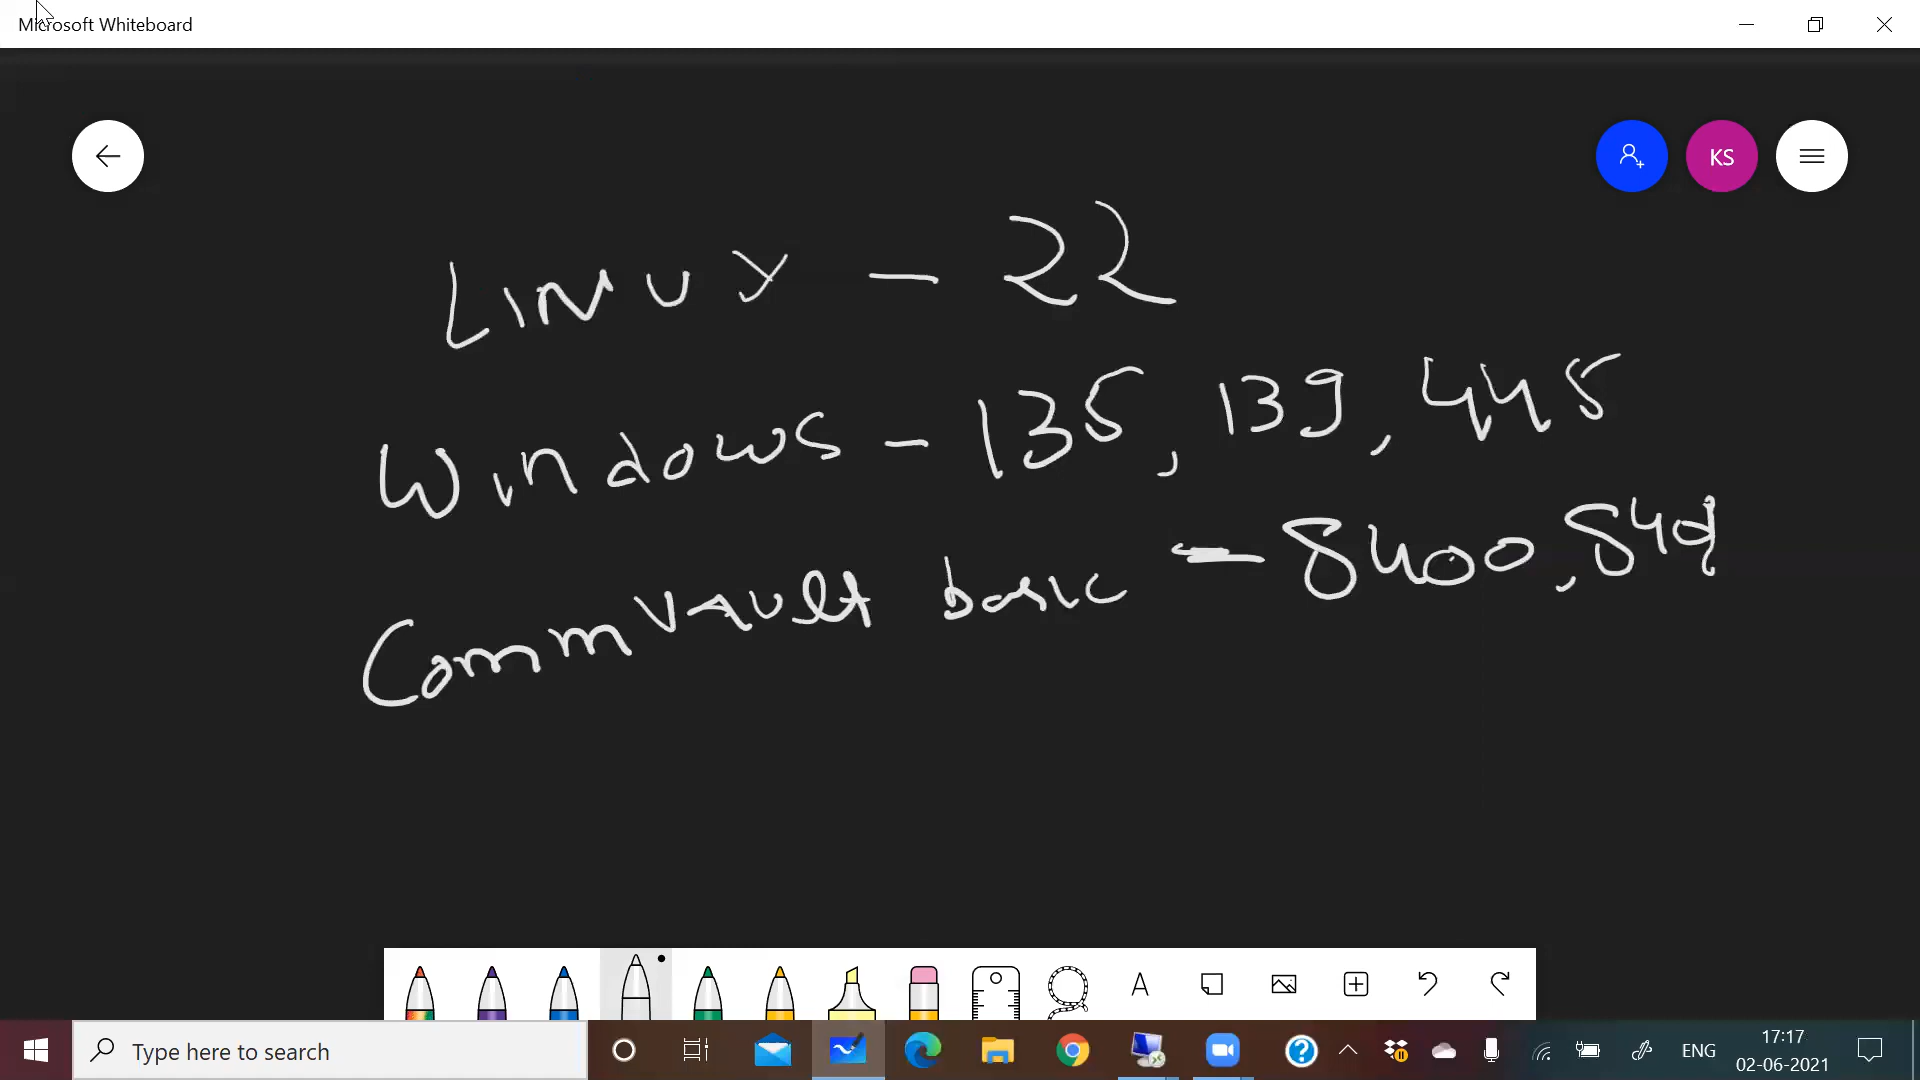 Microsoft Whiteboard
KS
LINUX - 22
Windows - 135, 139, 445
Commvault basic - 8400,
A
Type here to search
ENG
17:17
02-06-2021